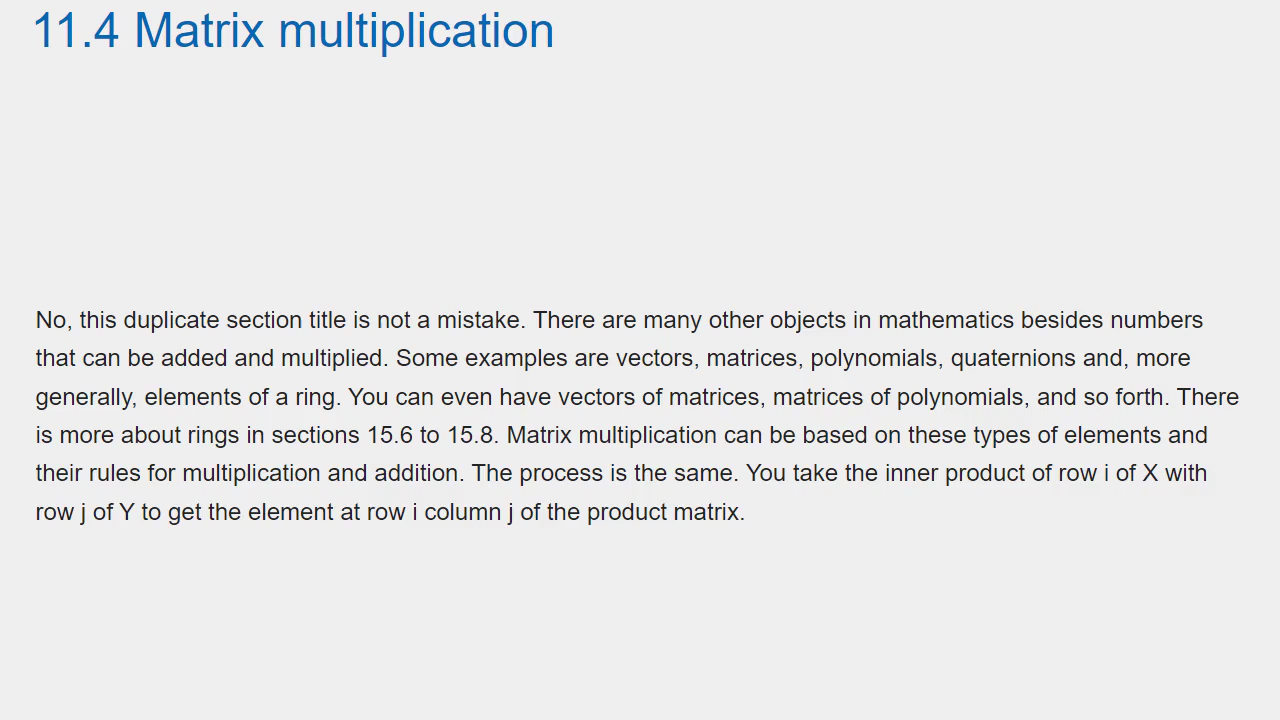 11.4 Matrix multiplication
No, this duplicate section title is not a mistake. There are many other objects in mathematics besides numbers
that can be added and multiplied. Some examples are vectors, matrices, polynomials, quaternions and, more
generally, elements of a ring. You can even have vectors of matrices, matrices of polynomials, and so forth. There
is more about rings in sections 15.6 to 15.8. Matrix multiplication can be based on these types of elements and
their rules for multiplication and addition. The process is the same. You take the inner product of row i of X with
row j of Y to get the element at row i column j of the product matrix.